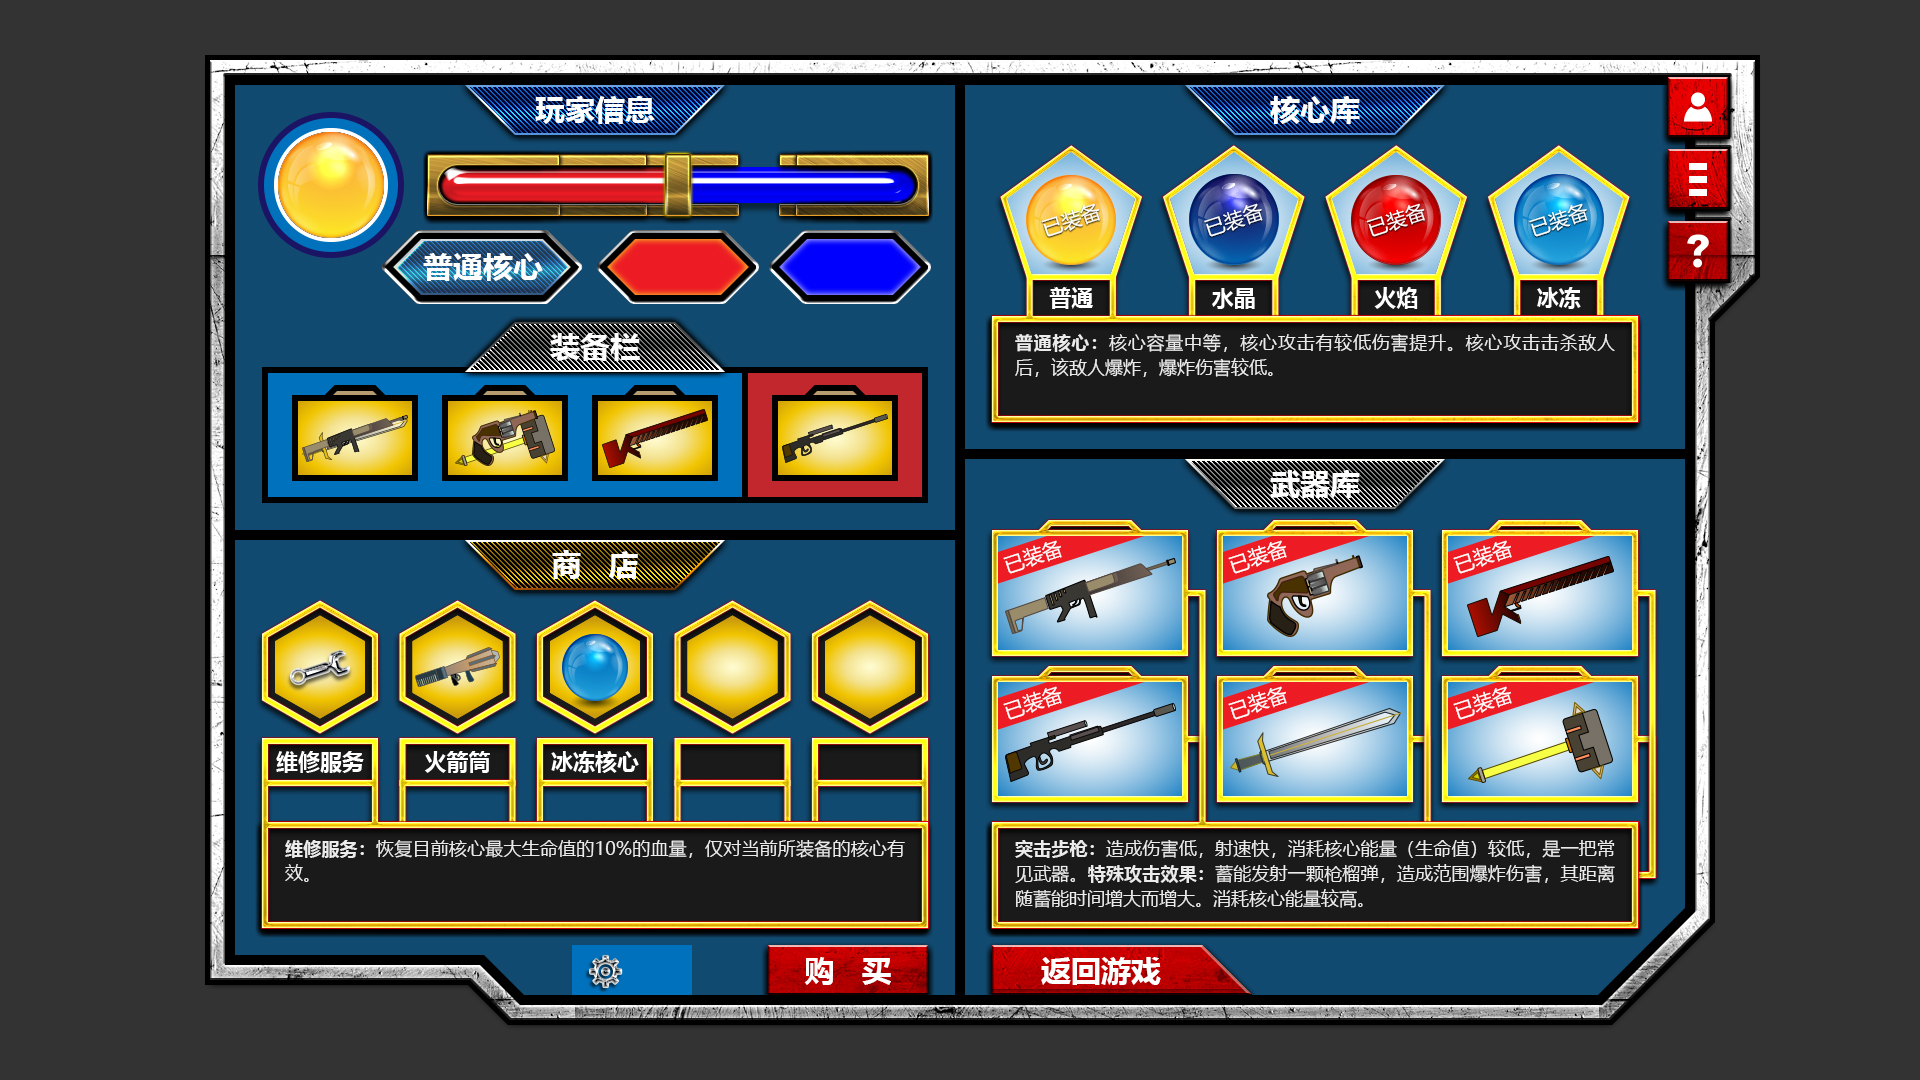 玩家信息
普通核心
装备栏
商 店
维修服务
火箭筒
冰冻核心
维修服务：恢复目前核心最大生命值的10%的血量，仅对当前所装备的核心有
效。
购 买
核心库
已装备
已装备
已装备
已装备
普通
水晶
火焰
冰冻
普通核心：核心容量中等，核心攻击有较低伤害提升。核心攻击击杀敌人
后，该敌人爆炸，爆炸伤害较低。
武器库
已装备
已装备
已装备
已装备
已装备
已装备
突击步枪：造成伤害低，射速快，消耗核心能量（生命值）较低，是一把常
见武器。特殊攻击效果：蓄能发射一颗枪榴弹，造成范围爆炸伤害，其距离
随蓄能时间增大而增大。消耗核心能量较高。
返回游戏
?